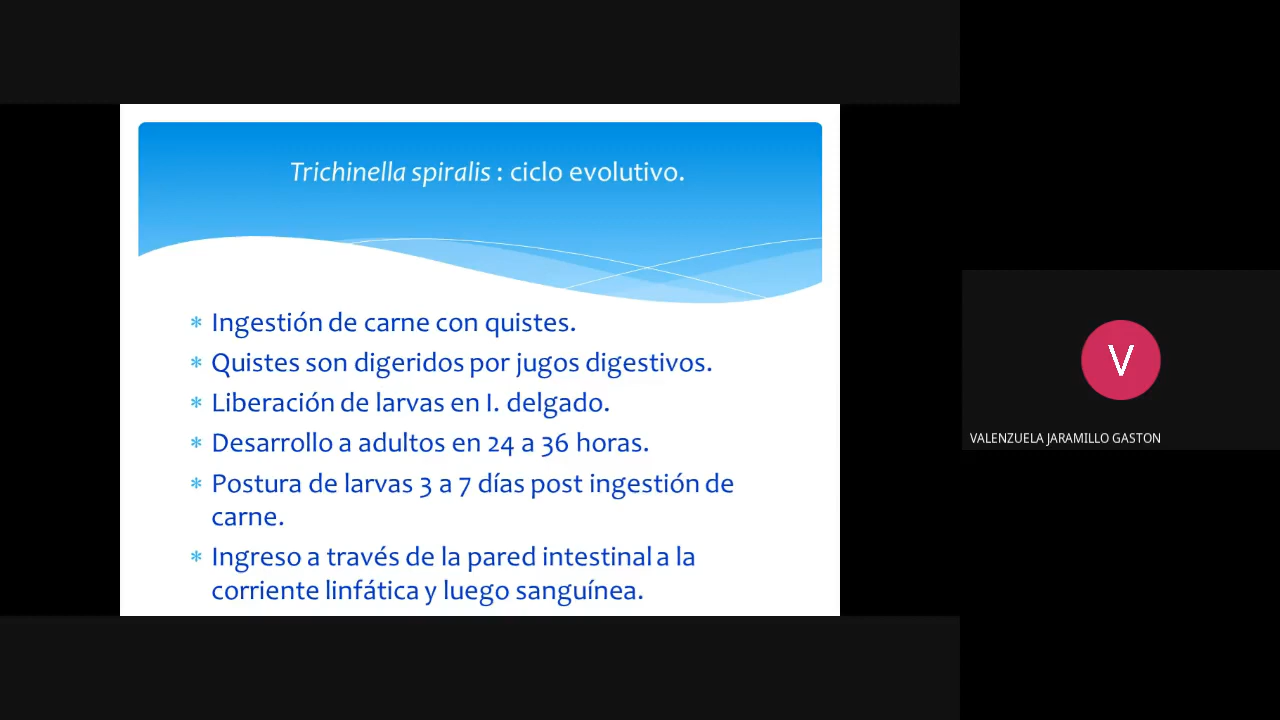 Trichinella spiralis : ciclo evolutivo.
* Ingestión de carne con quistes.
* Quistes son digeridos por jugos digestivos.
* Liberación de larvas en I. delgado.
* Desarrollo a adultos en 24 a 36 horas.
* Postura de larvas 3 a 7 días post ingestión de
carne.
* Ingreso a través de la pared intestinal a la
corriente linfática y luego sanguínea.
V
VALENZUELA JARAMILLO GASTON